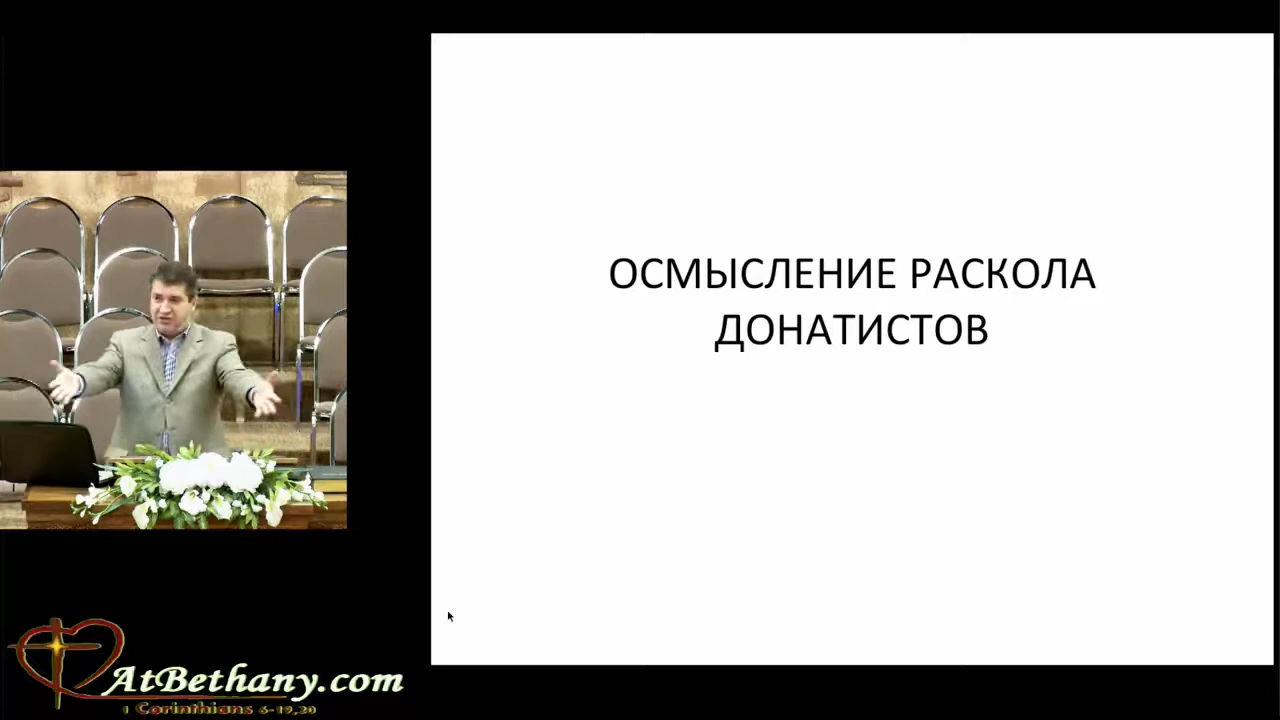 ОСМЫСЛЕНИЕ РАСКОЛА
ДОНАТИСТОВ
AtBethany.com
1 Corinthians 6-19,20